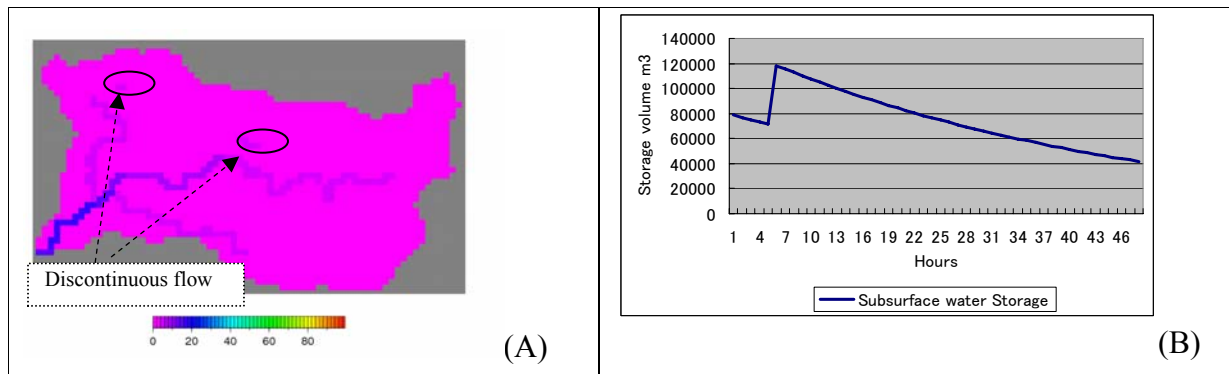 Discontinuous flow
0 20 40 60 80
(A)
140000
120000
100000
80000
60000
40000
20000
0
Storage volume m3
1 4 7 10 13 16 19 22 25 28 31 34 37 40 43 46
Hours
Subsurface water Storage
(B)